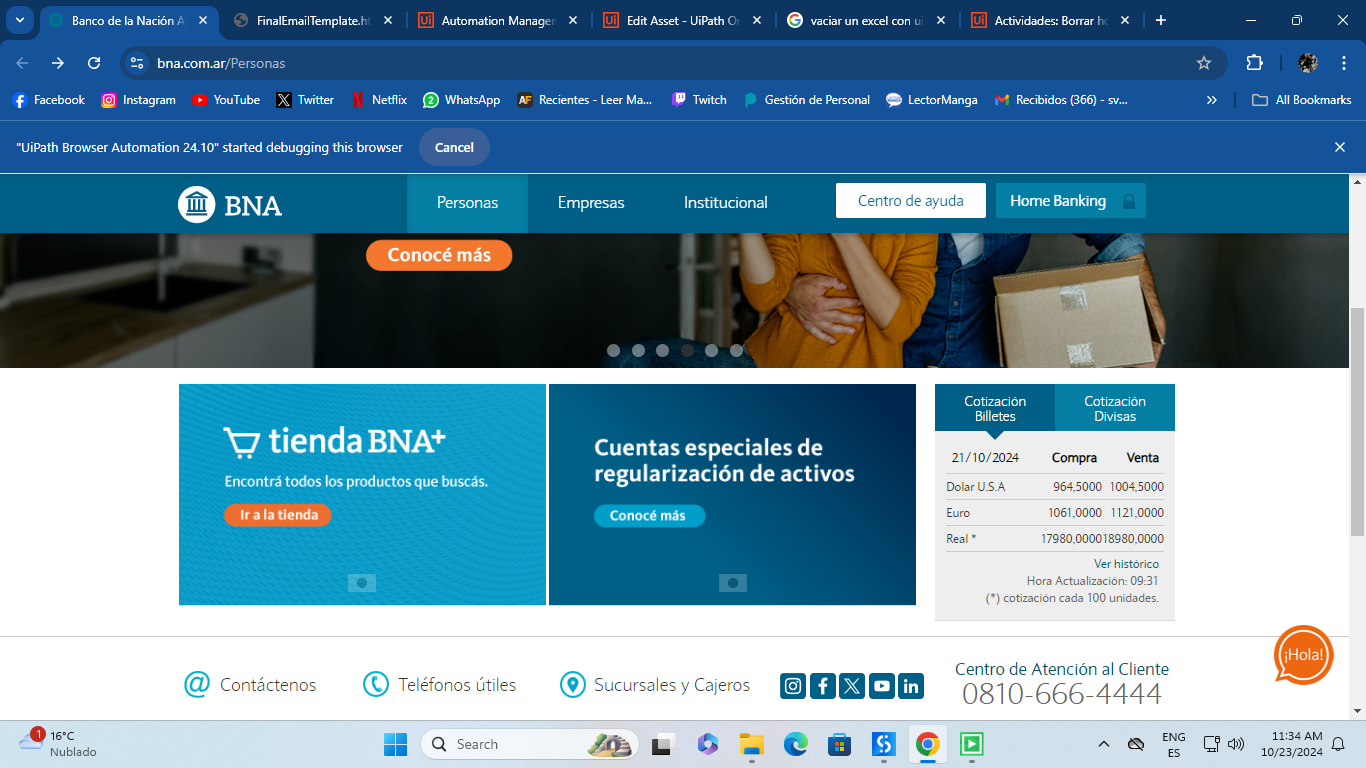 Banco de la Nación A
FinalEmailTemplate.ht
Automation Managem
Edit Asset - UiPath Or
vaciar un excel con ui
Actividades: Borrar ho
bna.com.ar/Personas
Facebook
Instagram
YouTube
Twitter
Netflix
WhatsApp
Recientes - Leer Ma...
Twitch
Gestión de Personal
LectorManga
Recibidos (366) - sv...
All Bookmarks
"UiPath Browser Automation 24.10" started debugging this browser
Cancel
BNA
Personas
Empresas
Institucional
Centro de ayuda
Home Banking
Conocé más
tienda BNA+
Encontrá todos los productos que buscás.
Ir a la tienda
Cuentas especiales de
regularización de activos
Conocé más
Cotización
Billetes
Cotización
Divisas
21/10/2024 Compra Venta
Dolar U.S.A 964,5000 1004,5000
Euro 1061,0000 1121,0000
Real * 17980,0000 18980,0000
Ver histórico
Hora Actualización: 09:31
(*) cotización cada 100 unidades.
¡Hola!
Contáctenos
Teléfonos útiles
Sucursales y Cajeros
Centro de Atención al Cliente
0810-666-4444
1
16°C
Nublado
Search
ENG
ES
11:34 AM
10/23/2024